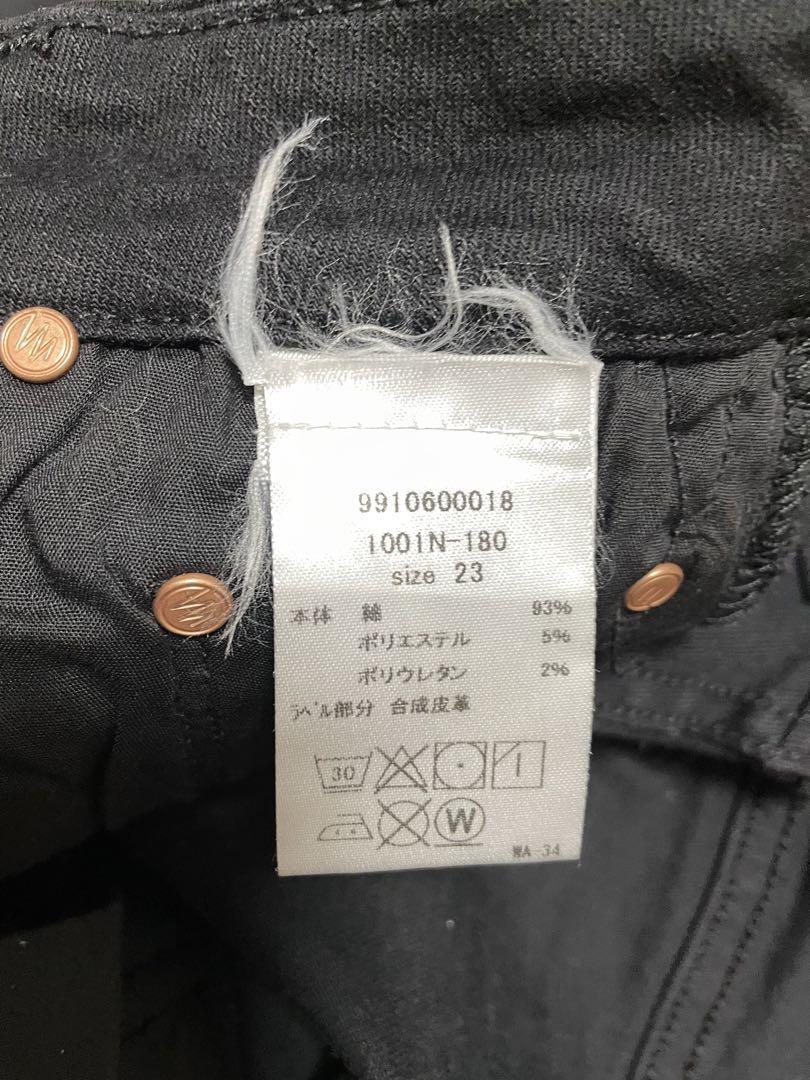 9910600018
1001N-180
size 23
本体 綿 93%
ポリエステル 5%
ポリウレタン 2%
ラベル部分 合成皮革
30
W
WA 34